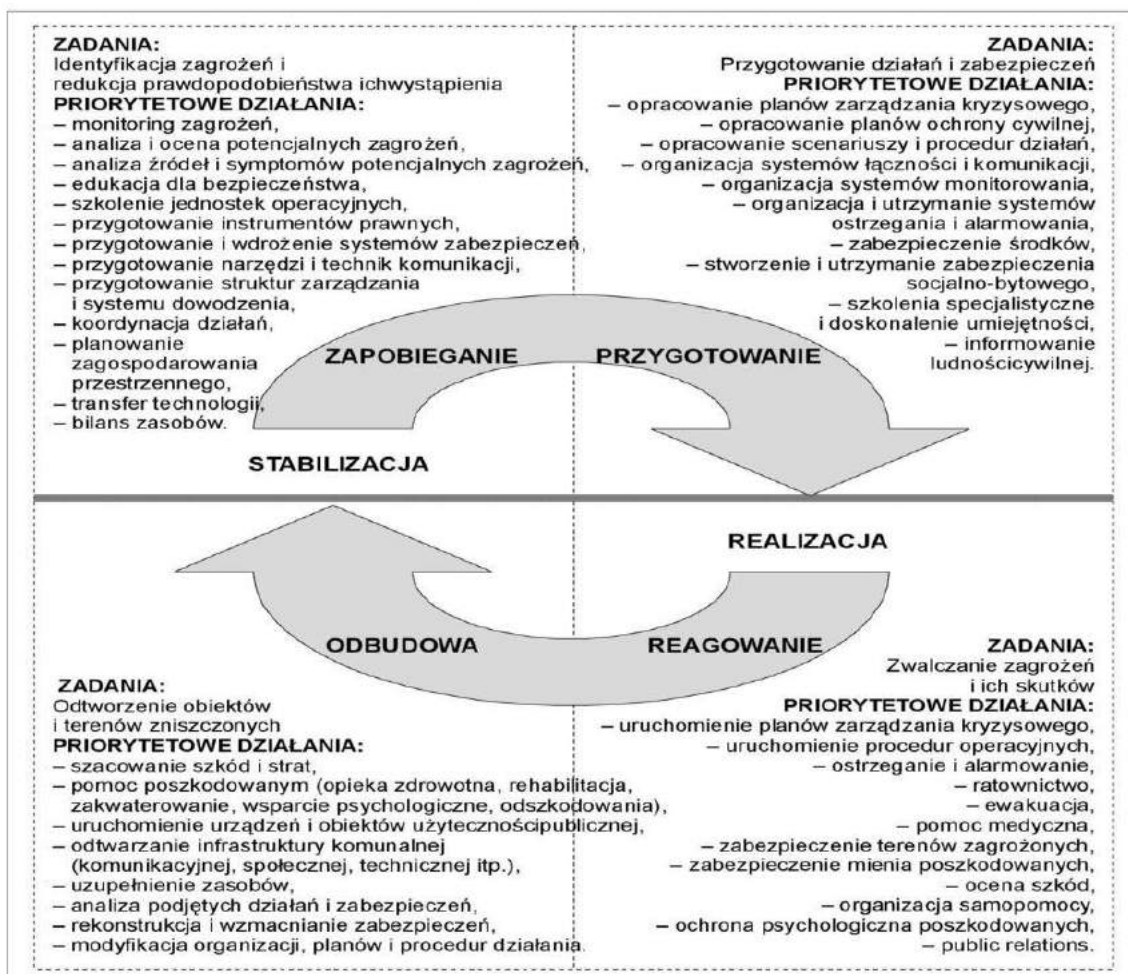 ZADANIA:
Identyfikacja zagrożeń i
redukcja prawdopodobieństwa ichwystąpienia
PRIORYTETOWE DZIAŁANIA:
– monitoring zagrożeń,
– analiza i ocena potencjalnych zagrożeń,
– analiza źródeł i symptomów potencjalnych zagrożeń,
– edukacja dla bezpieczeństwa,
– szkolenie jednostek operacyjnych,
– przygotowanie instrumentów prawnych,
– przygotowanie i wdrożenie systemów zabezpieczeń,
– przygotowanie narzędzi i technik komunikacji,
– przygotowanie struktur zarządzania
i systemu dowodzenia,
– koordynacja działań,
– planowanie
zagospodarowania
przestrzennego,
– transfer technologii,
– bilans zasobów.
ZAPOBIEGANIE
STABILIZACJA
ZADANIA:
Przygotowanie działań i zabezpieczeń
PRIORYTETOWE DZIAŁANIA:
– opracowanie planów zarządzania kryzysowego,
– opracowanie planów ochrony cywilnej,
– opracowanie scenariuszy i procedur działań,
– organizacja systemów łączności i komunikacji,
– organizacja systemów monitorowania,
– organizacja i utrzymanie systemów
ostrzegania i alarmowania,
– zabezpieczenie środków,
– stworzenie i utrzymanie zabezpieczenia
socjalno-bytowego,
– szkolenia specjalistyczne
i doskonalenie umiejętności,
– informowanie
ludnościcywilnej.
PRZYGOTOWANIE
REALIZACJA
REAGOWANIE
ZADANIA:
Zwalczanie zagrożeń
i ich skutków
PRIORYTETOWE DZIAŁANIA:
– uruchomienie planów zarządzania kryzysowego,
– uruchomienie procedur operacyjnych,
– ostrzeganie i alarmowanie,
– ratownictwo,
– ewakuacja,
– pomoc medyczna,
– zabezpieczenie terenów zagrożonych,
– zabezpieczenie mienia poszkodowanych,
– ocena szkód,
– organizacja samopomocy,
– ochrona psychologiczna poszkodowanych,
– public relations.
ODBUDOWA
ZADANIA:
Odtworzenie obiektów
i terenów zniszczonych
PRIORYTETOWE DZIAŁANIA:
– szacowanie szkód i strat,
– pomoc poszkodowanym (opieka zdrowotna, rehabilitacja,
zakwaterowanie, wsparcie psychologiczne, odszkodowania),
– uruchomienie urządzeń i obiektów użytecznościpublicznej,
– odtwarzanie infrastruktury komunalnej
(komunikacyjnej, społecznej, technicznej itp.),
– uzupełnienie zasobów,
– analiza podjętych działań i zabezpieczeń,
– rekonstrukcja i wzmacnianie zabezpieczeń,
– modyfikacja organizacji, planów i procedur działania.